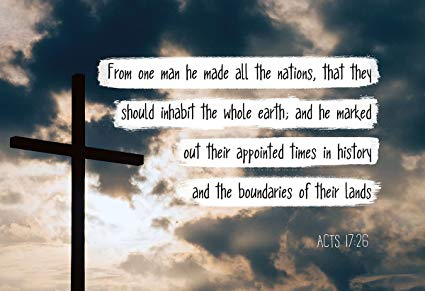 From one man he made all the nations, that they
should inhabit the whole earth; and he marked
out their appointed times in history
and the boundaries of their lands
ACTS 17:26